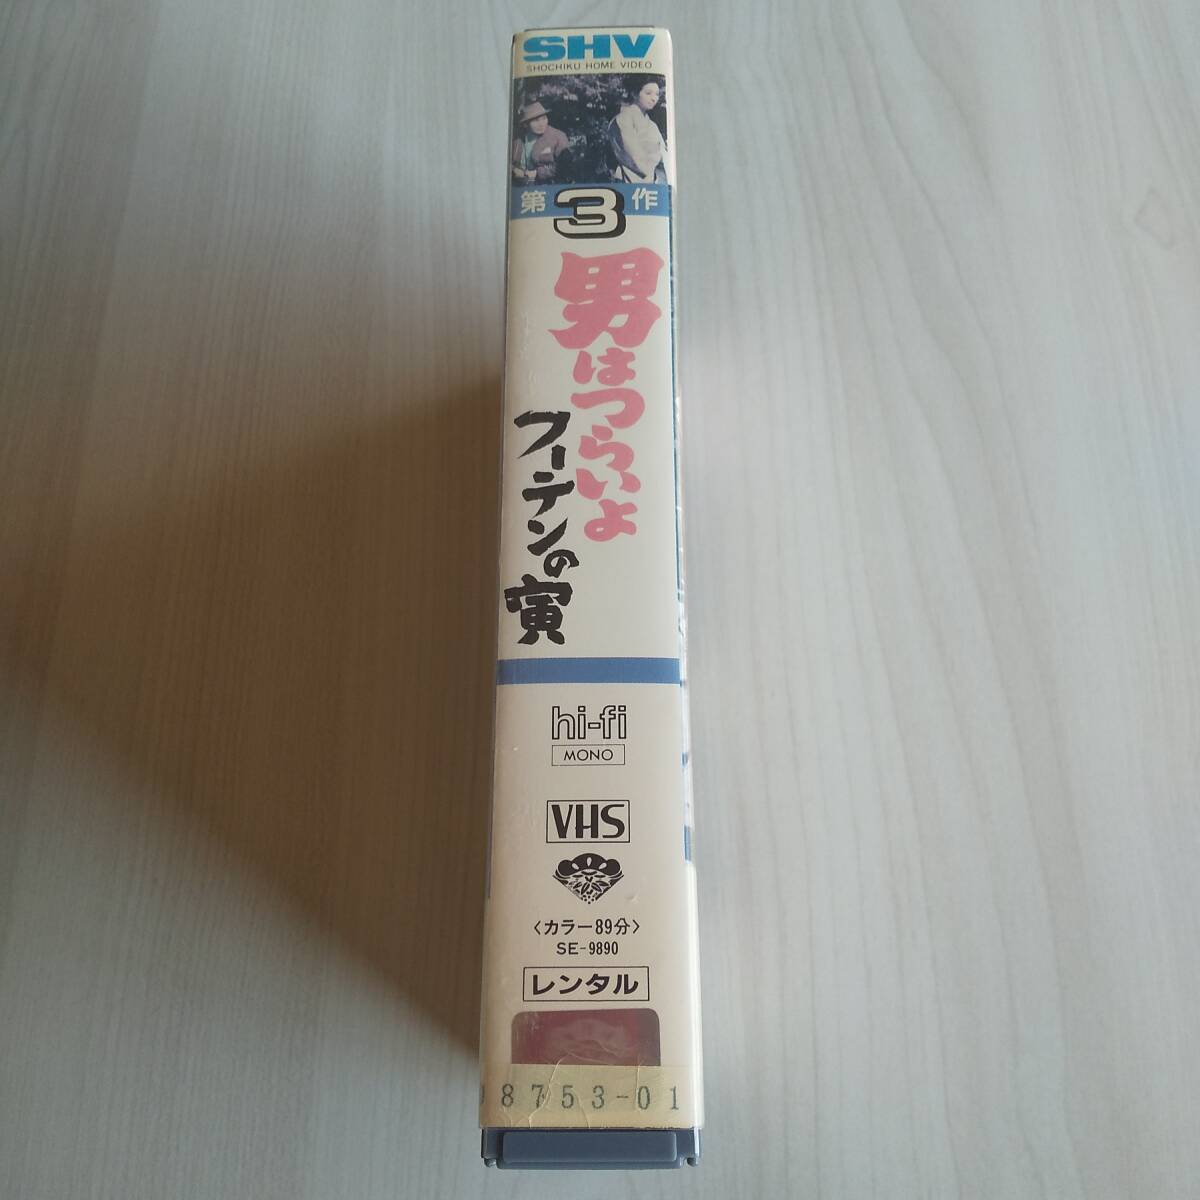 SHV
SHOCHIKU HOME VIDEO
第3作
男はつらいよ
フーテンの寅
hi-fi
MONO
VHS
〈カラー89分〉
SE-9890
レンタル
8753-01